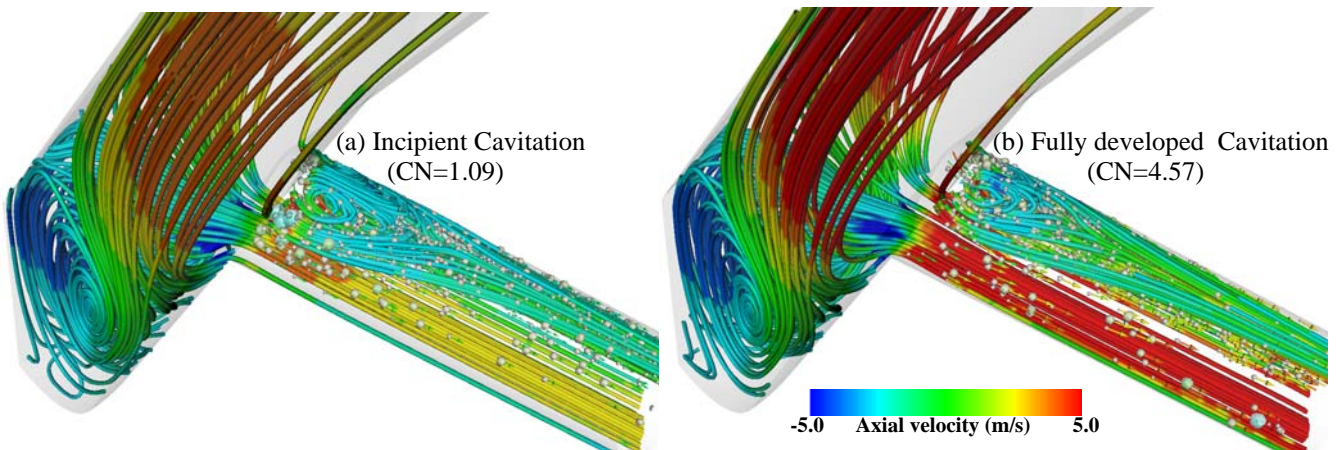 (a) Incipient Cavitation
(CN=1.09)
(b) Fully developed Cavitation
(CN=4.57)
-5.0 Axial velocity (m/s) 5.0